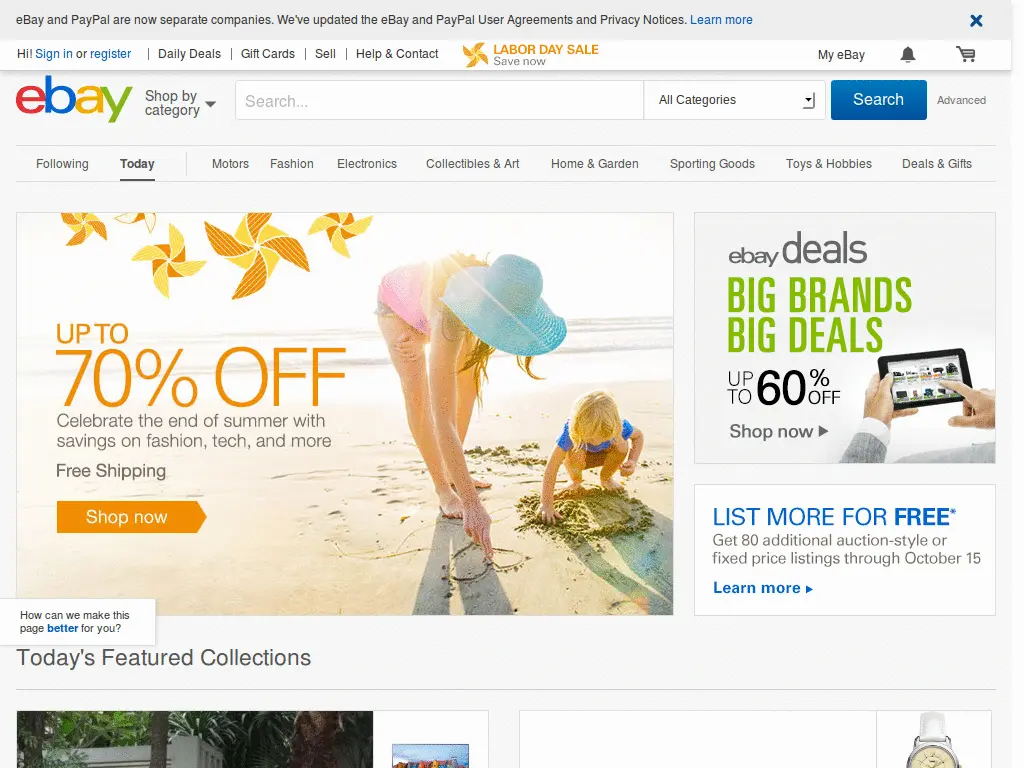 eBay and PayPal are now separate companies. We've updated the eBay and PayPal User Agreements and Privacy Notices. Learn more
Hi! Sign in or register | Daily Deals | Gift Cards | Sell | Help & Contact
LABOR DAY SALE
Save now
My eBay
ebay
Shop by
category
Search...
All Categories
Search
Advanced
Following
Today
Motors
Fashion
Electronics
Collectibles & Art
Home & Garden
Sporting Goods
Toys & Hobbies
Deals & Gifts
UP TO
70% OFF
Celebrate the end of summer with
savings on fashion, tech, and more
Free Shipping
Shop now
ebay deals
BIG BRANDS
BIG DEALS
UP TO 60% OFF
Shop now
LIST MORE FOR FREE*
Get 80 additional auction-style or
fixed price listings through October 15
Learn more
How can we make this
page better for you?
Today's Featured Collections